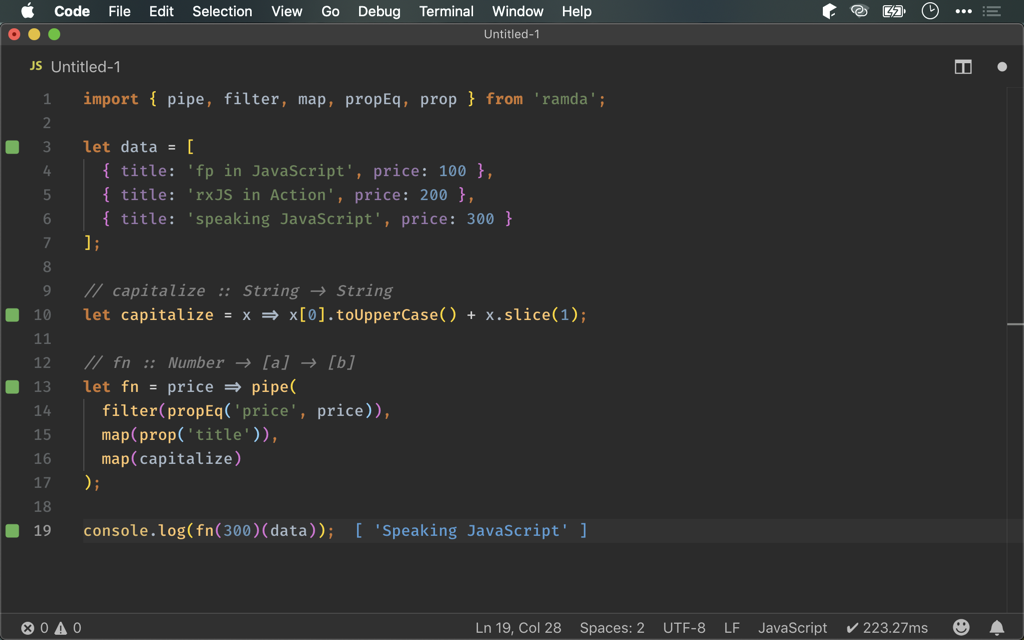 Code File Edit Selection View Go Debug Terminal Window Help
Untitled-1
JS Untitled-1
1 import { pipe, filter, map, propEq, prop } from 'ramda';
2
3 let data = [
4 { title: 'fp in JavaScript', price: 100 },
5 { title: 'rxJS in Action', price: 200 },
6 { title: 'speaking JavaScript', price: 300 }
7 ];
8
9 // capitalize :: String → String
10 let capitalize = x ⇒ x[0].toUpperCase() + x.slice(1);
11
12 // fn :: Number → [a] → [b]
13 let fn = price ⇒ pipe(
14 filter(propEq('price', price)),
15 map(prop('title')),
16 map(capitalize)
17 );
18
19 console.log(fn(300)(data)); [ 'Speaking JavaScript' ]
0 0 Ln 19, Col 28 Spaces: 2 UTF-8 LF JavaScript ✔ 223.27ms